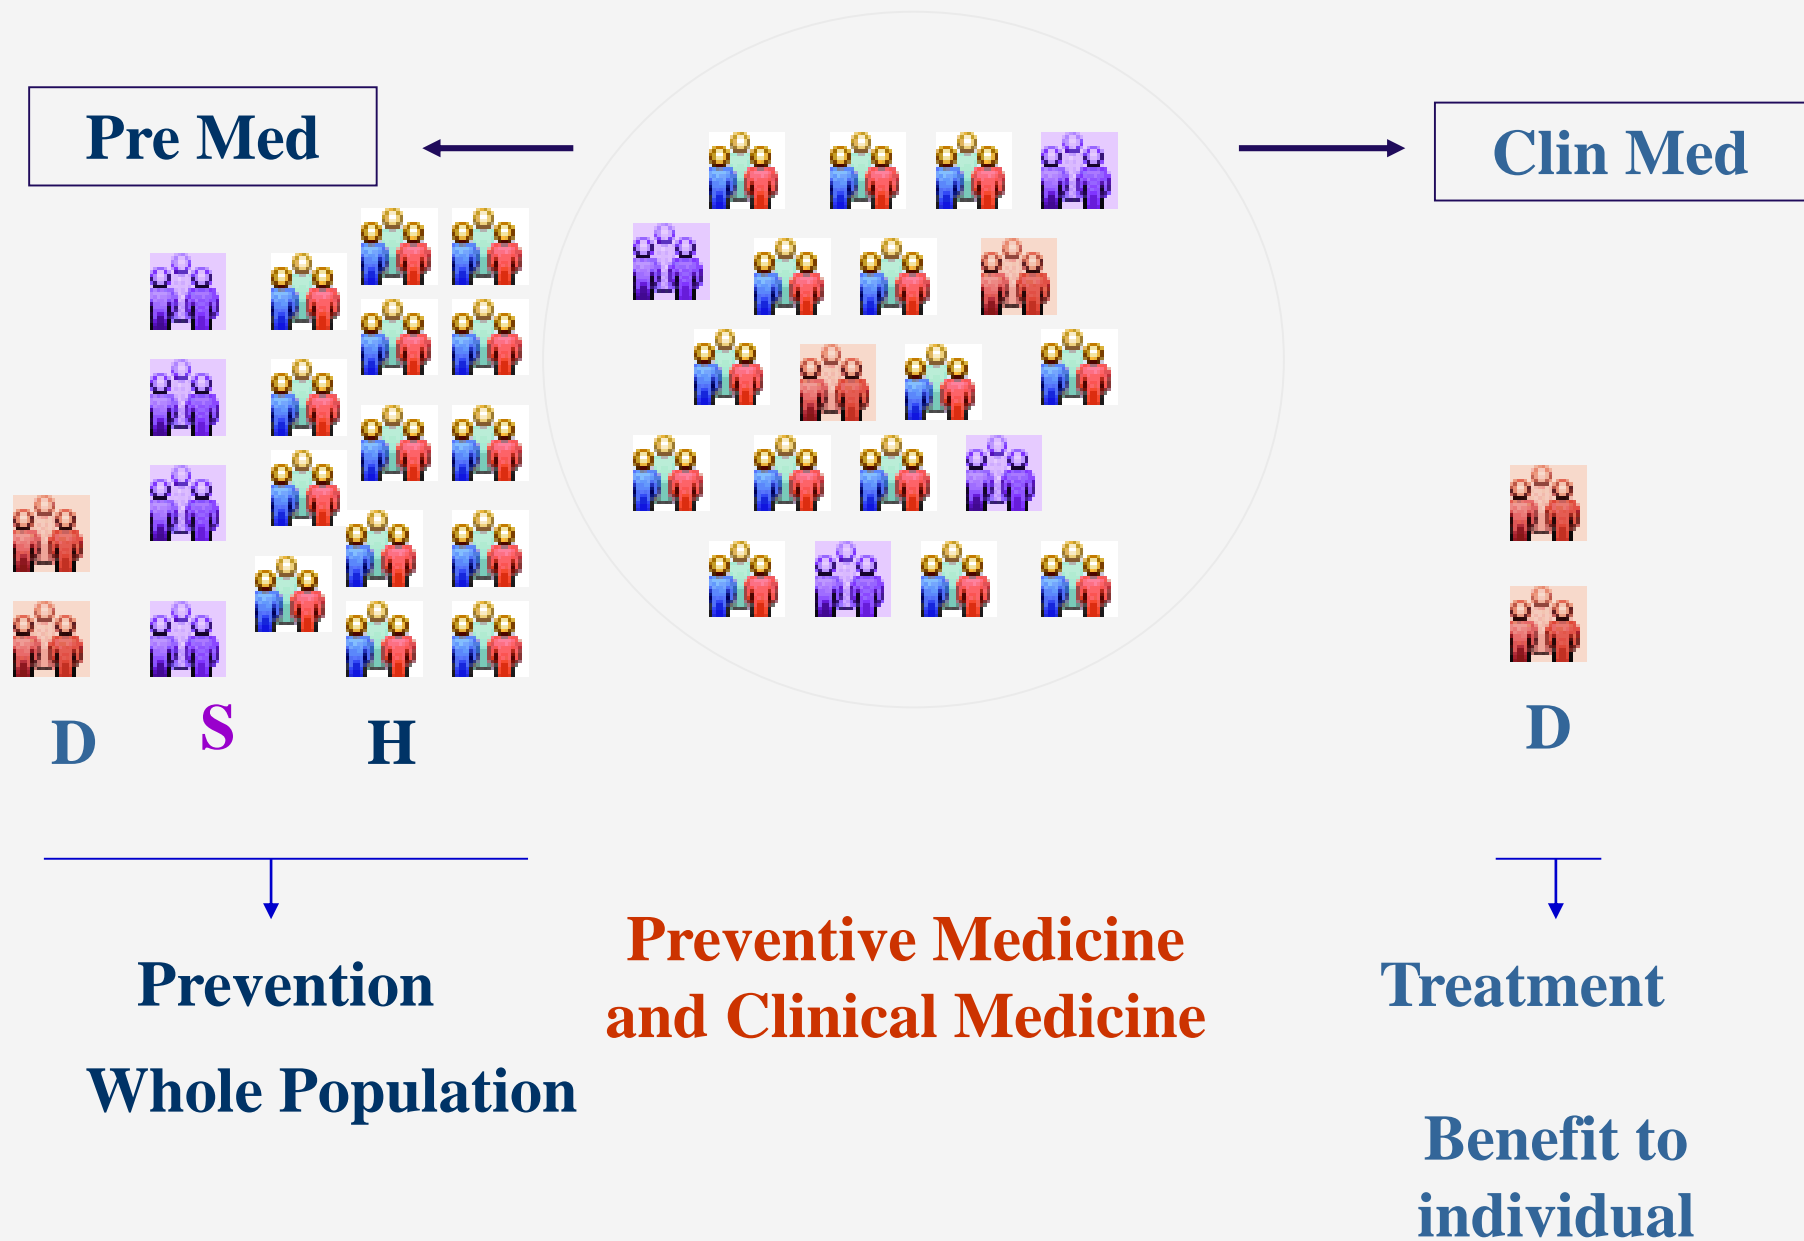 Pre Med
Clin Med
D
S
H
D
Prevention
Whole Population
Preventive Medicine
and Clinical Medicine
Treatment
Benefit to
individual